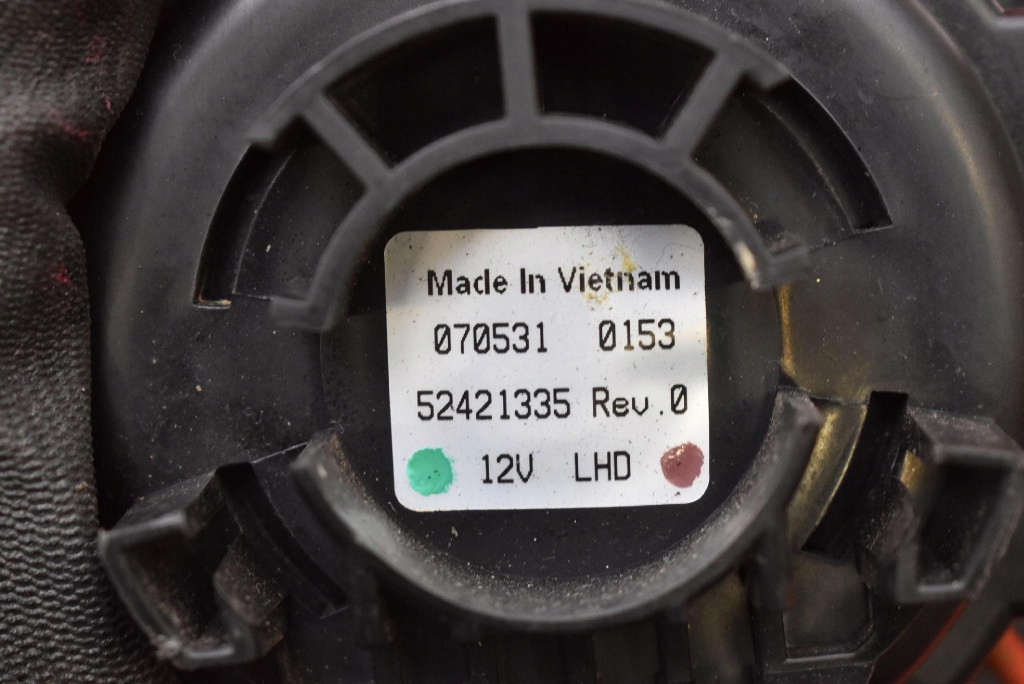 Made In Vietnam
070531 0153
52421335 Rev.0
12V LHD